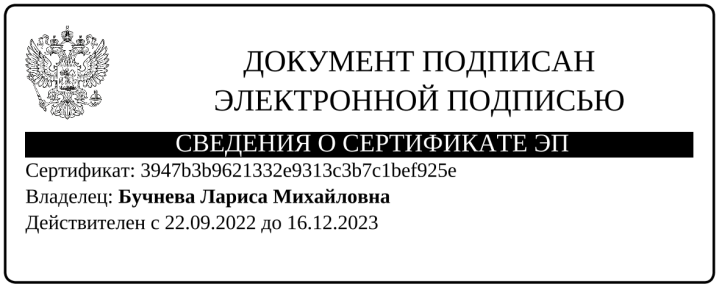 ДОКУМЕНТ ПОДПИСАН
ЭЛЕКТРОННОЙ ПОДПИСЬЮ
СВЕДЕНИЯ О СЕРТИФИКАТЕ ЭП
Сертификат: 3947b3b9621332e9313c3b7c1bef925e
Владелец: Бучнева Лариса Михайловна
Действителен с 22.09.2022 до 16.12.2023